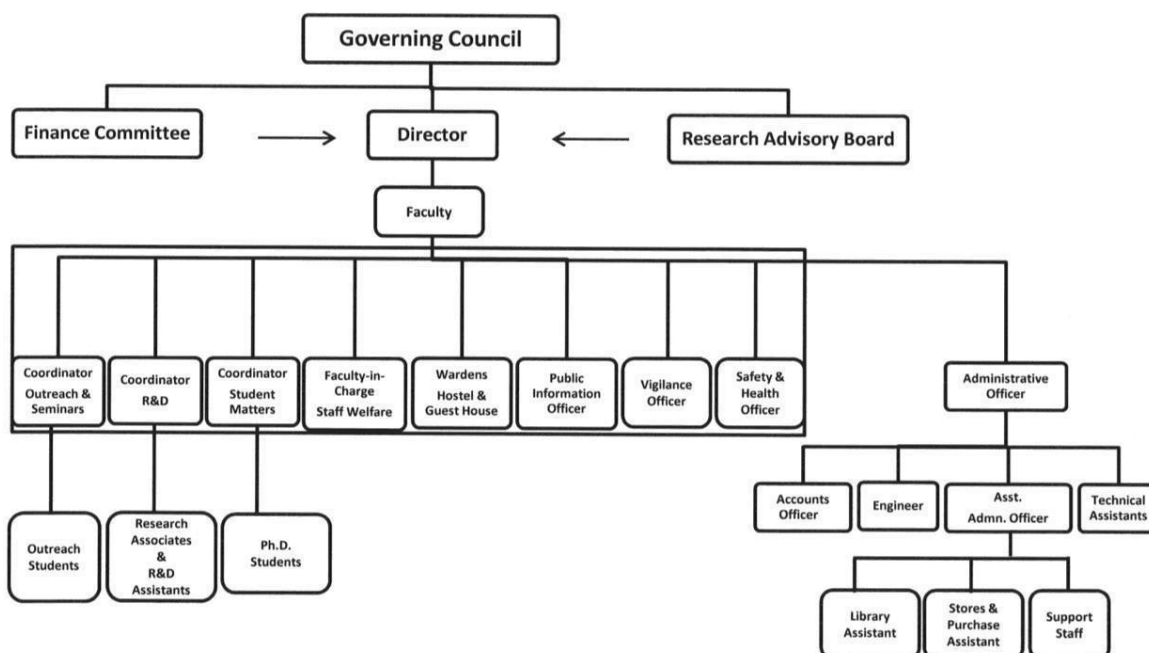 Governing Council
Finance Committee
Director
Research Advisory Board
Faculty
Coordinator
Outreach &
Seminars
Coordinator
R&D
Coordinator
Student
Matters
Faculty-in-
Charge
Staff Welfare
Wardens
Hostel &
Guest House
Public
Information
Officer
Vigilance
Officer
Safety &
Health
Officer
Administrative
Officer
Accounts
Officer
Engineer
Asst.
Admn. Officer
Technical
Assistants
Outreach
Students
Research
Associates
&
R&D
Assistants
Ph.D.
Students
Library
Assistant
Stores &
Purchase
Assistant
Support
Staff